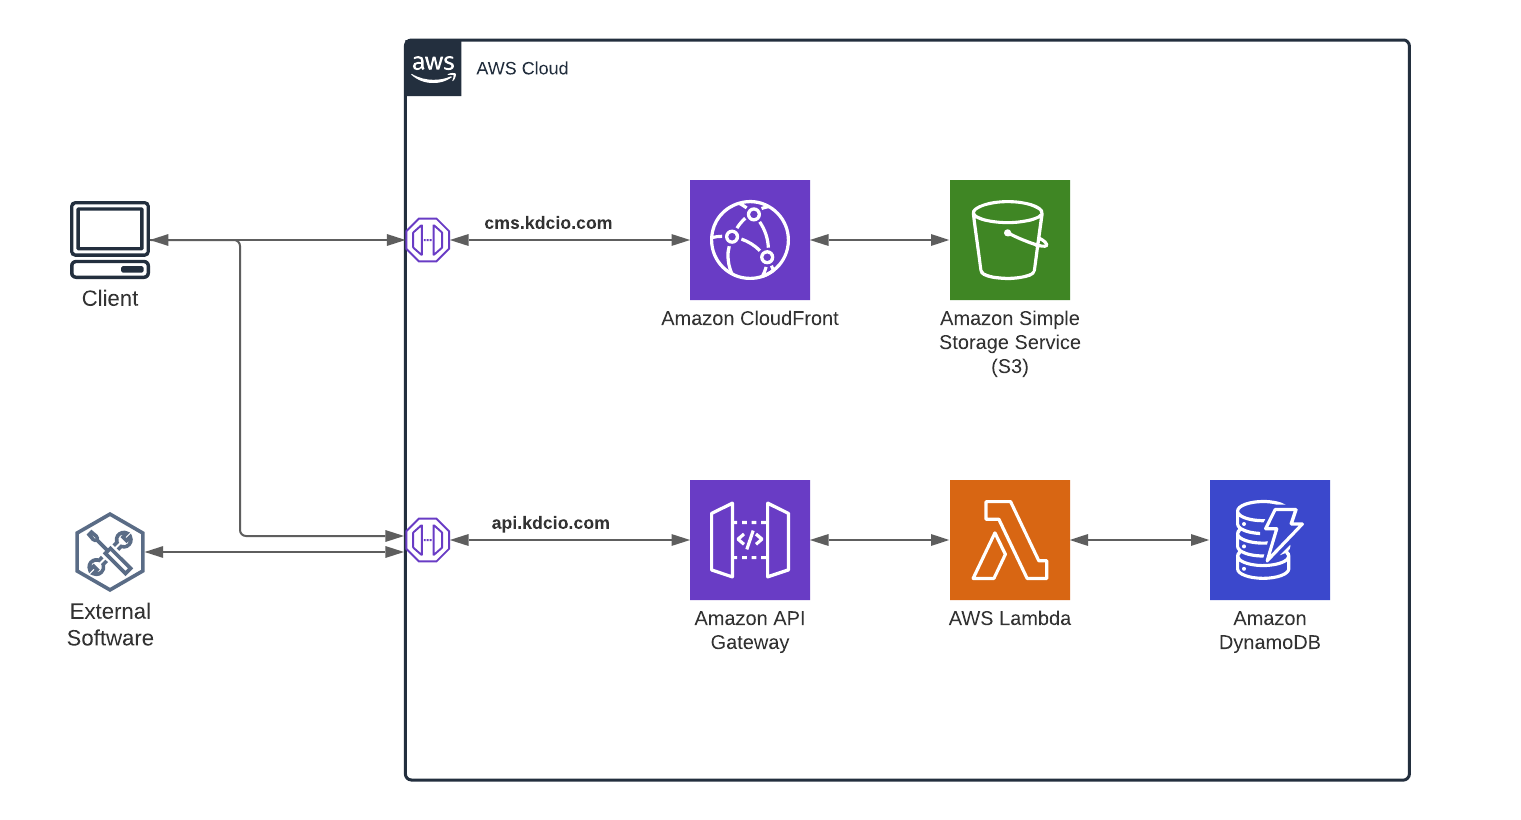 aws
AWS Cloud
cms.kdcio.com
Client
Amazon CloudFront
Amazon Simple
Storage Service
(S3)
api.kdcio.com
</>
External
Software
Amazon API
Gateway
AWS Lambda
Amazon
DynamoDB